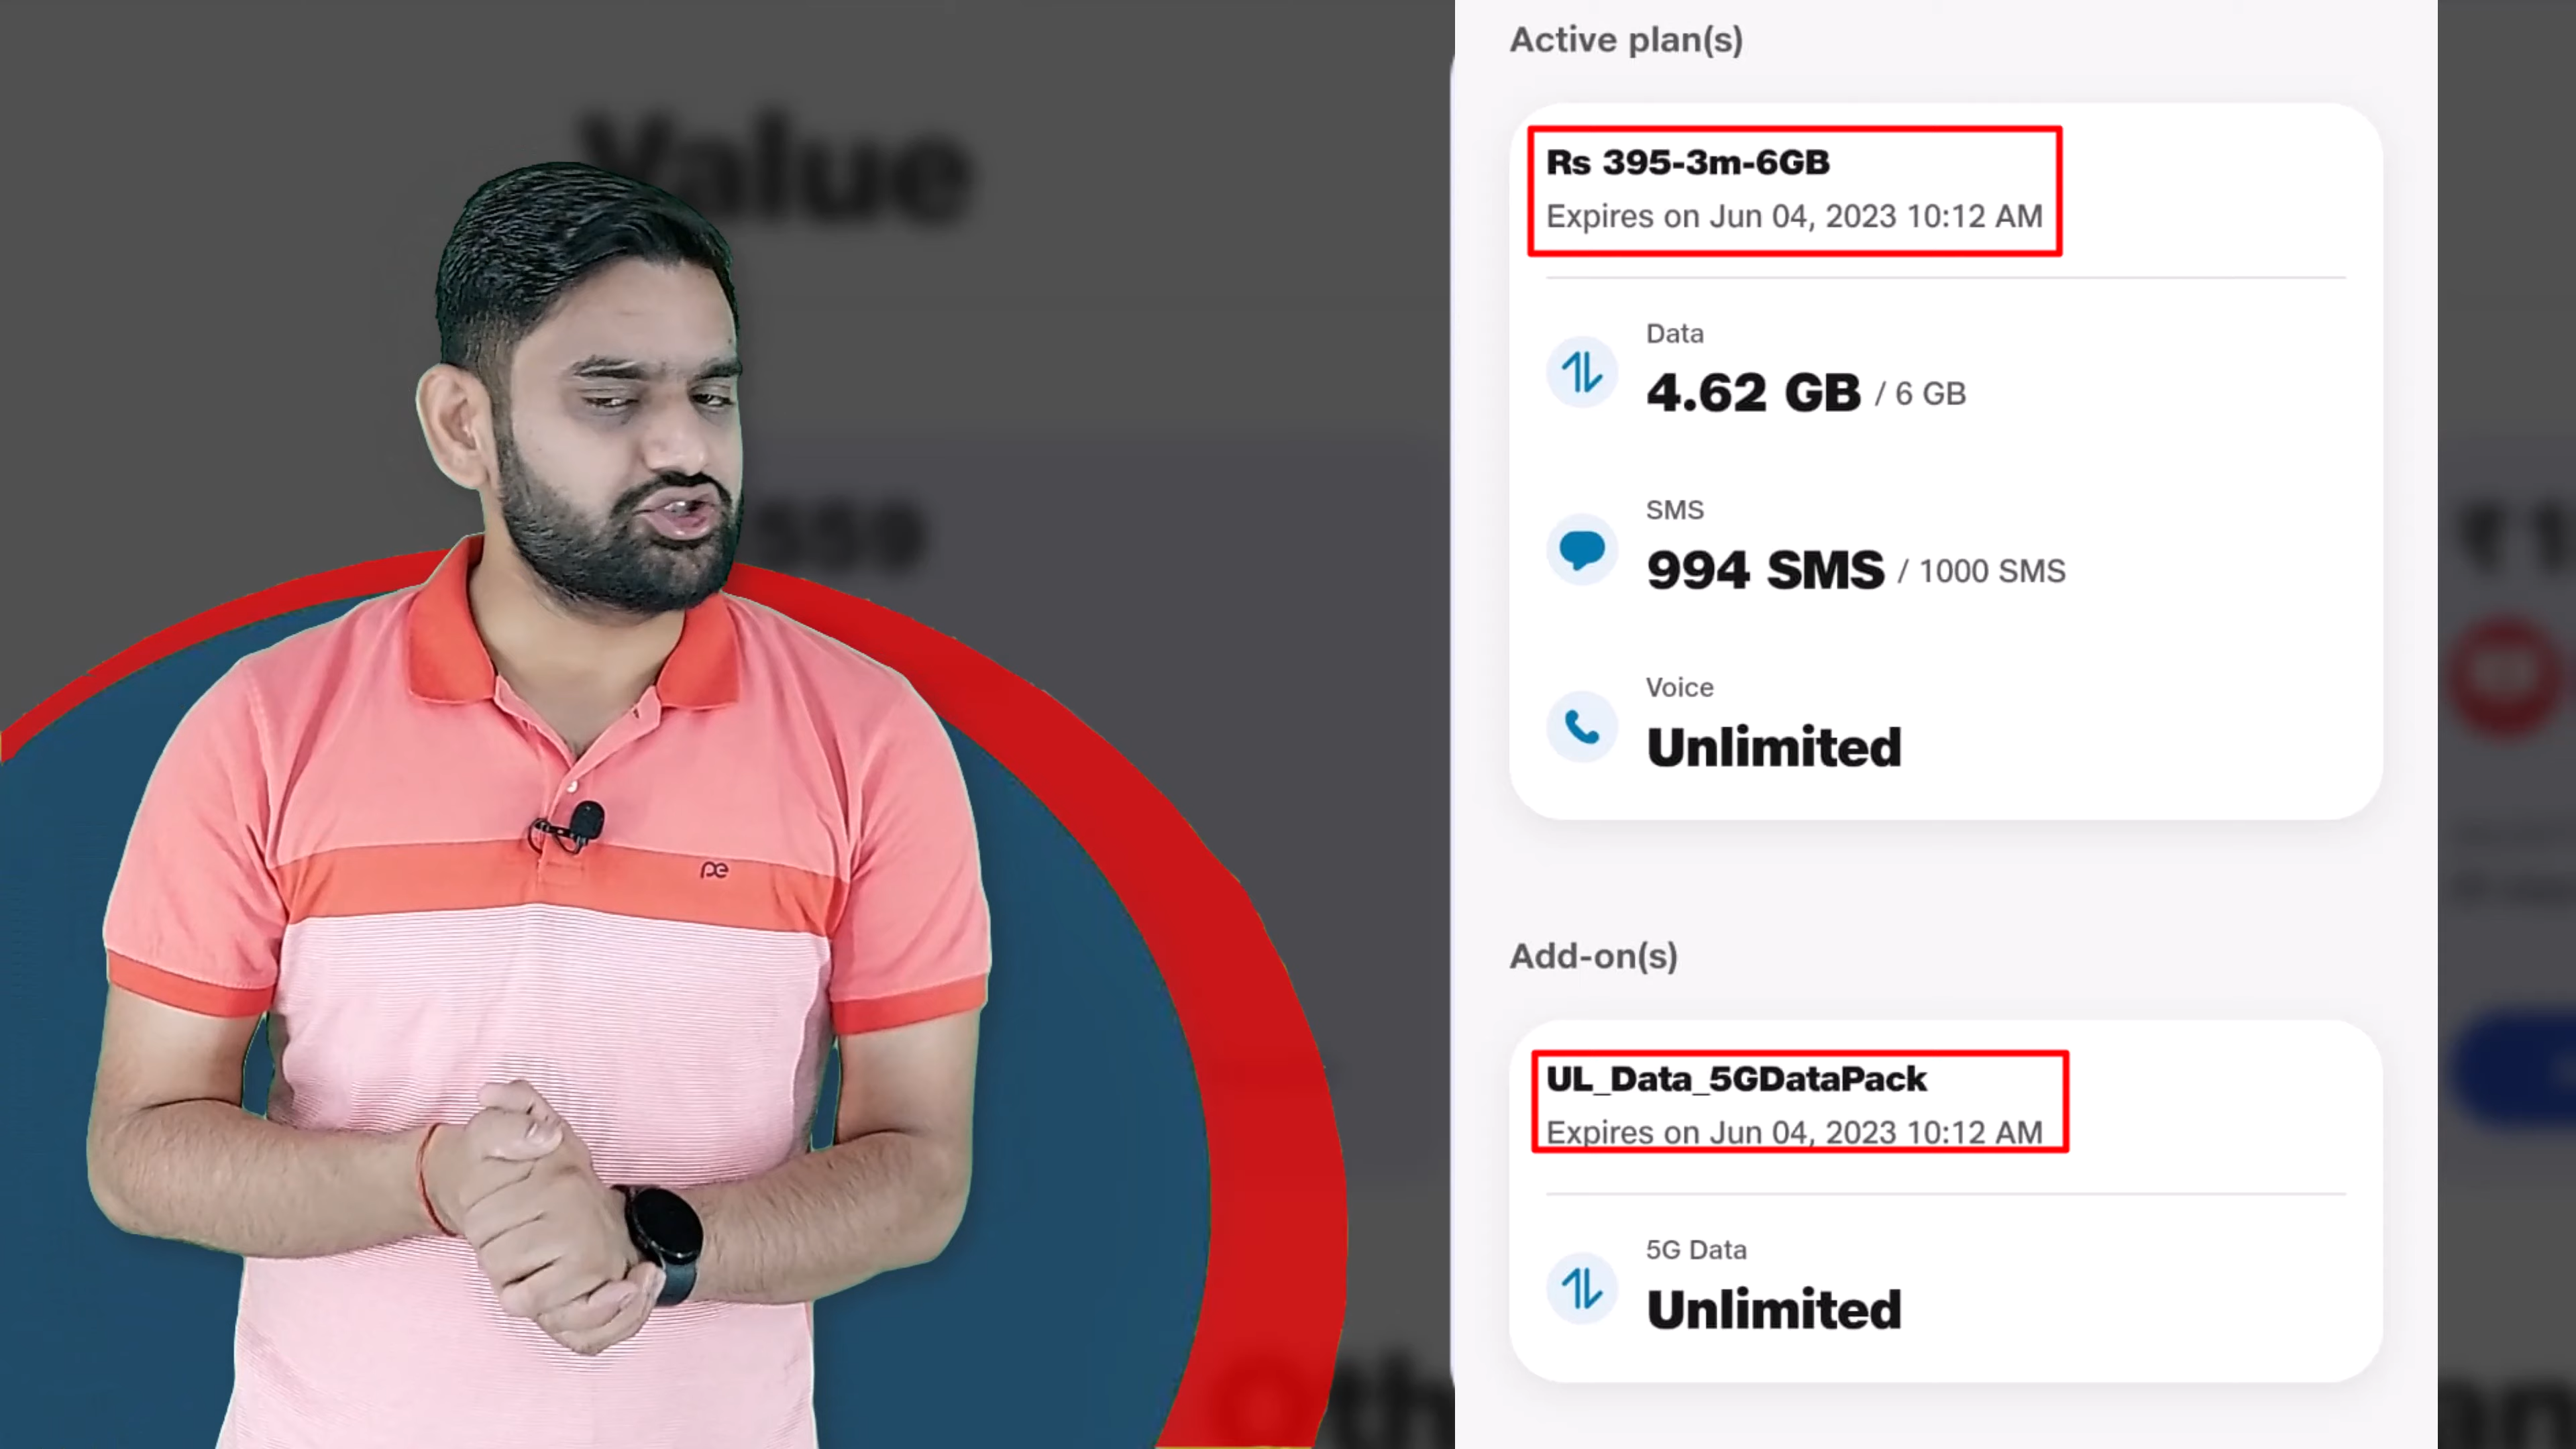 Value
559
Active plan(s)
Rs 395-3m-6GB
Expires on Jun 04, 2023 10:12 AM
Data
4.62 GB / 6 GB
SMS
994 SMS / 1000 SMS
Voice
Unlimited
Add-on(s)
UL_Data_5GDataPack
Expires on Jun 04, 2023 10:12 AM
5G Data
Unlimited
pe